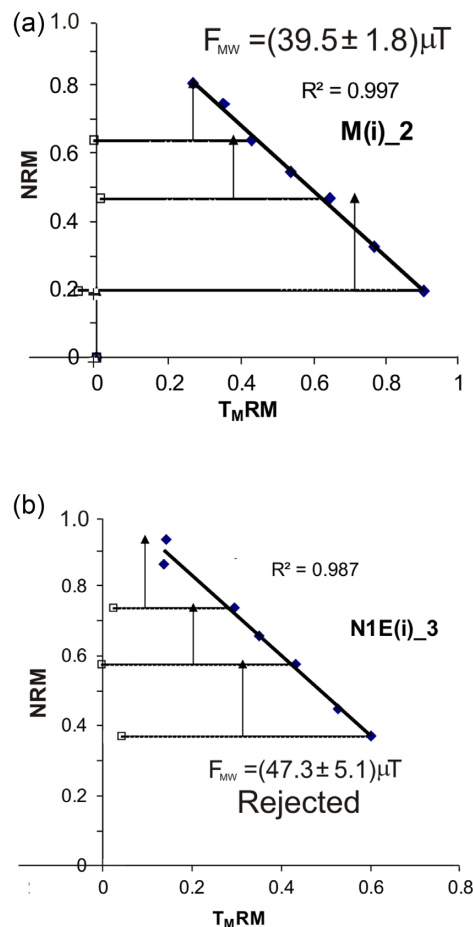 (a)
1.0
F_MW =(39.5± 1.8)μT
0.8
R² = 0.997
M(i)_2
0.6
NRM
0.4
0.2
0
0 0.2 0.4 0.6 0.8 1
T_MRM
(b)
1.0
R² = 0.987
0.8
N1E(i)_3
0.6
NRM
0.4
F_MW =(47.3± 5.1)μT
Rejected
0.2
0
0 0.2 0.4 0.6 0.8
T_MRM